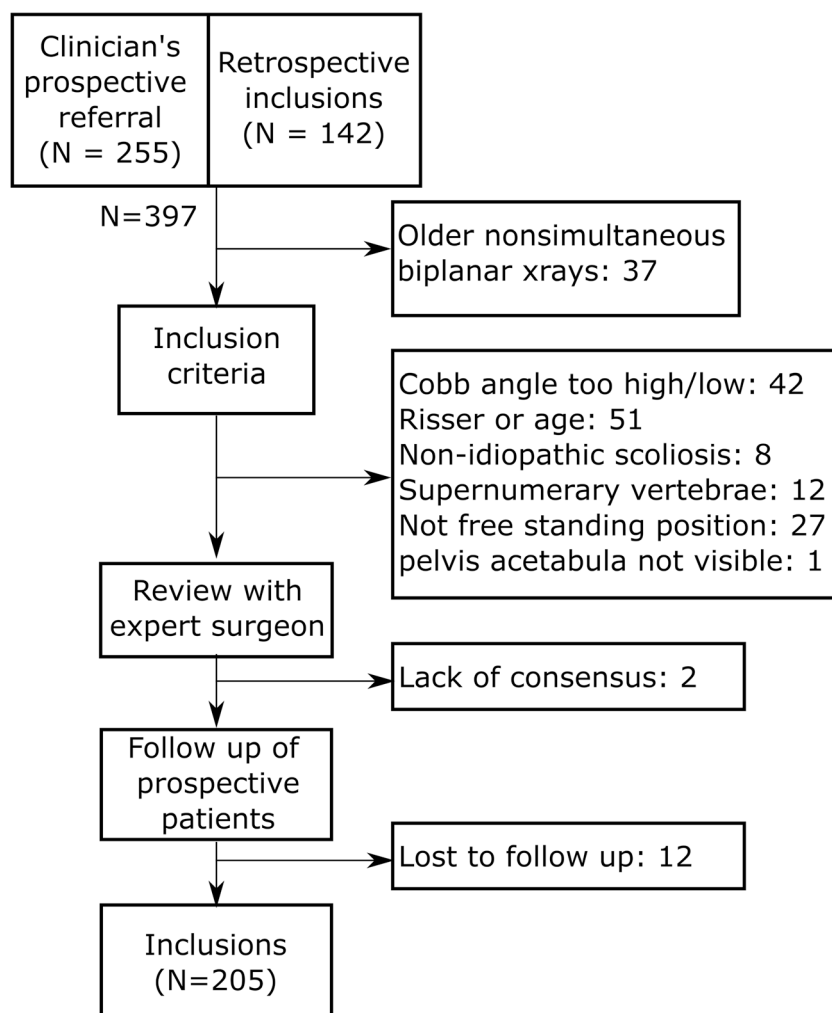 Clinician's
prospective
referral
(N = 255)
Retrospective
inclusions
(N = 142)
N=397
Older nonsimultaneous
biplanar xrays: 37
Inclusion
criteria
Cobb angle too high/low: 42
Risser or age: 51
Non-idiopathic scoliosis: 8
Supernumerary vertebrae: 12
Not free standing position: 27
pelvis acetabula not visible: 1
Review with
expert surgeon
Lack of consensus: 2
Follow up of
prospective
patients
Lost to follow up: 12
Inclusions
(N=205)